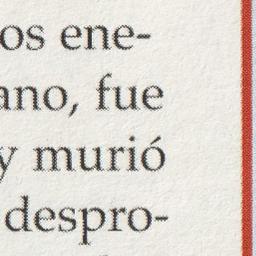 os ene-
ano, fue
y murió
despro-